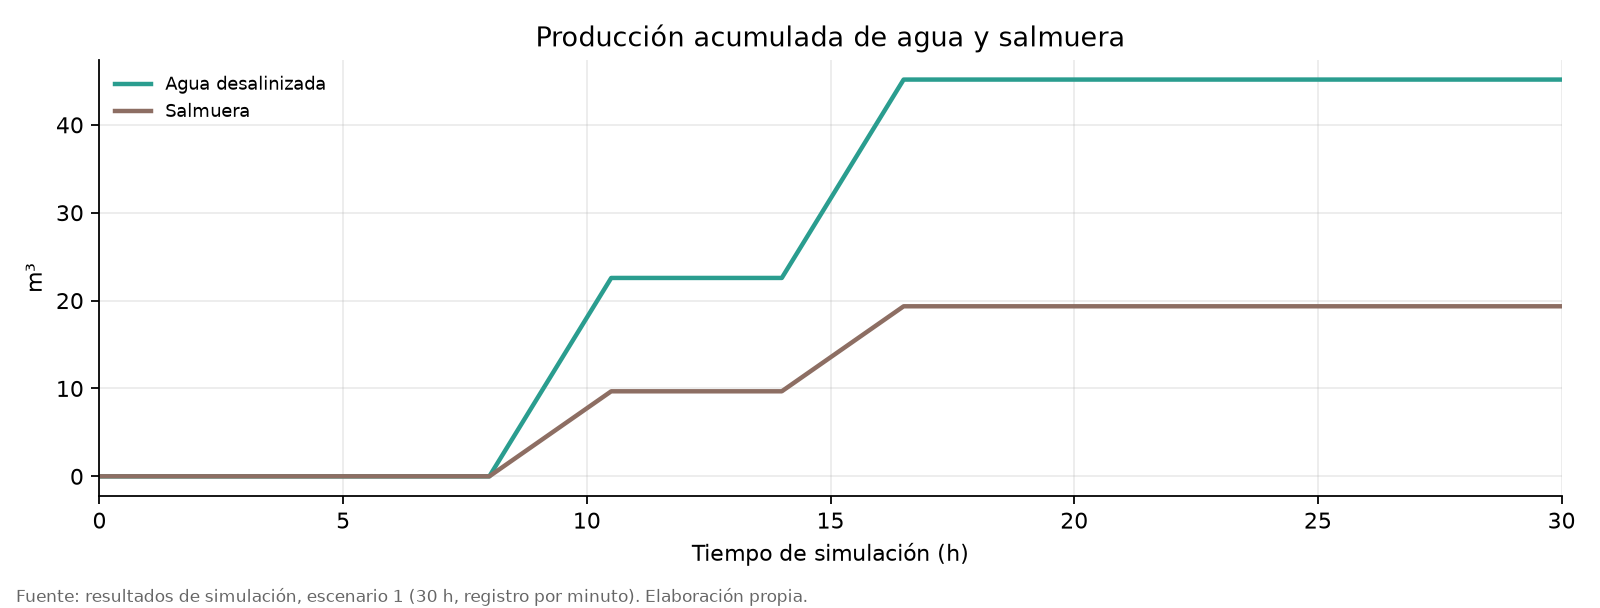 Producción acumulada de agua y salmuera
Agua desalinizada
Salmuera
40
30
20
10
0
m³
0 5 10 15 20 25 30
Tiempo de simulación (h)
Fuente: resultados de simulación, escenario 1 (30 h, registro por minuto). Elaboración propia.